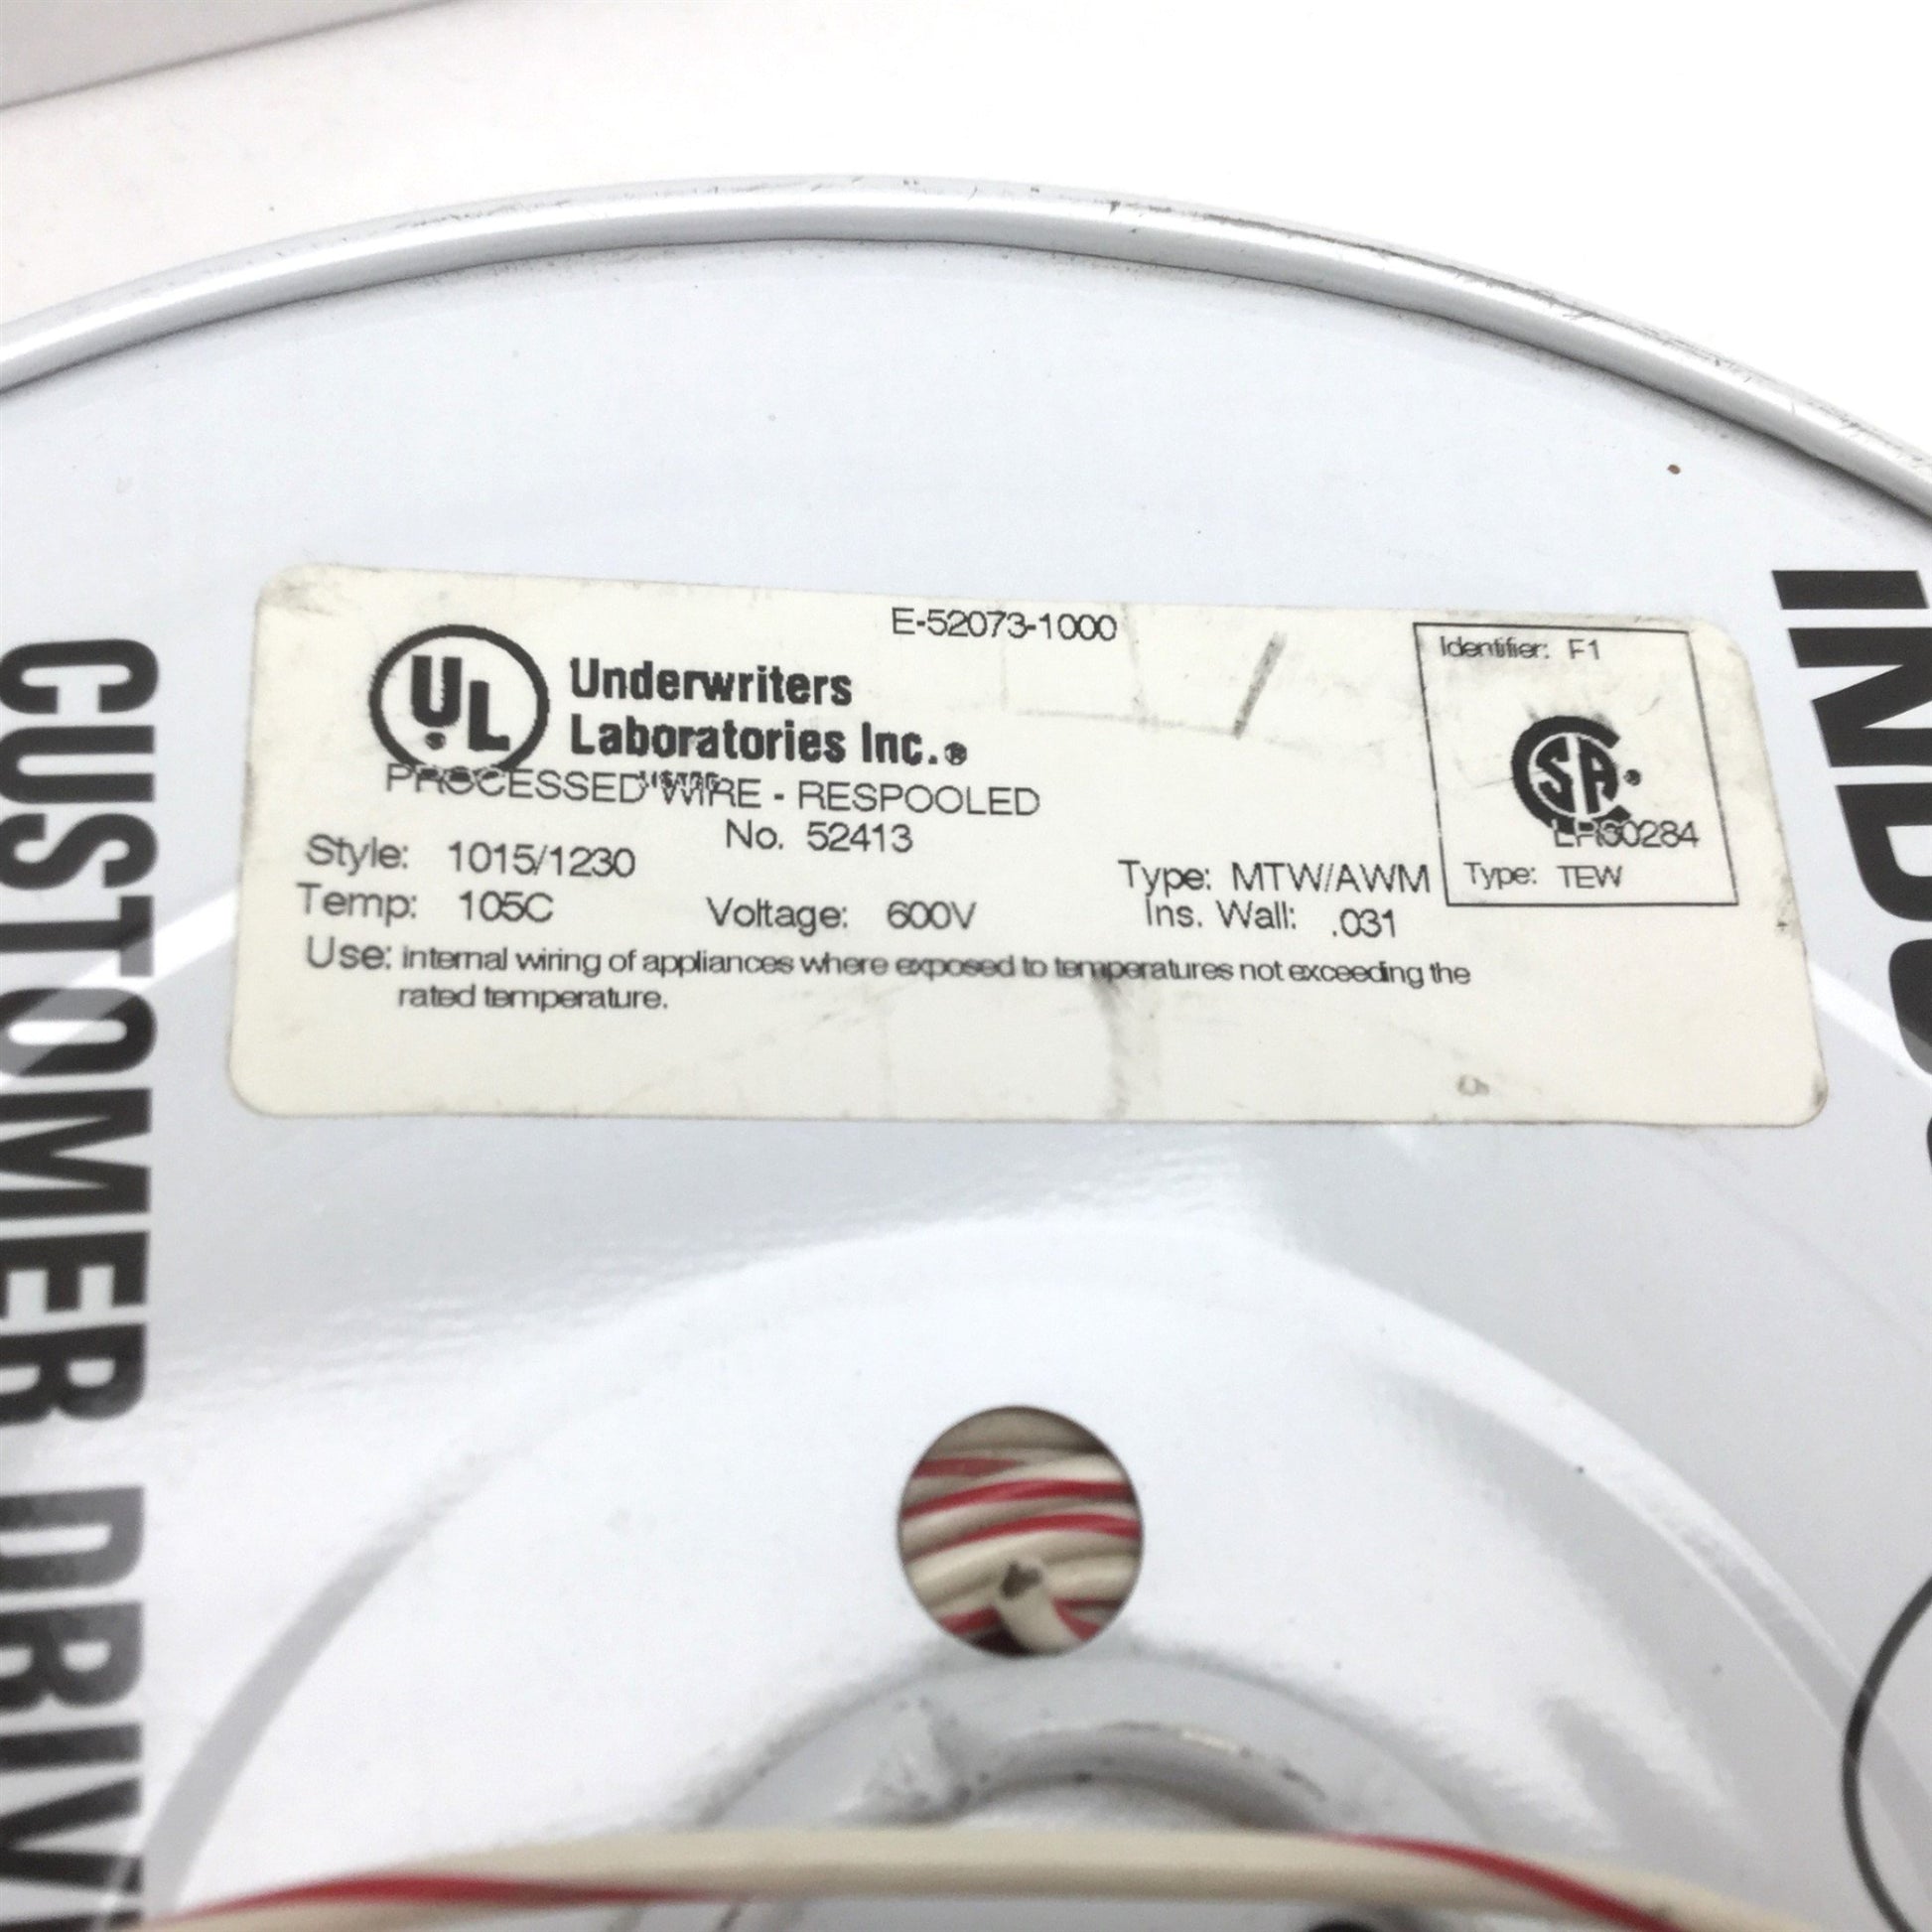 E-52073-1000
UL
Underwriters
Laboratories Inc.®
PROCESSED WIRE - RESPOOLED
No. 52413
Style: 1015/1230
Temp: 105C
Voltage: 600V
Type: MTW/AWM
Ins. Wall: .031
Use: internal wiring of appliances where exposed to temperatures not exceeding the
rated temperature.
Identifier: F1
Type: TEW
CUSTOMER